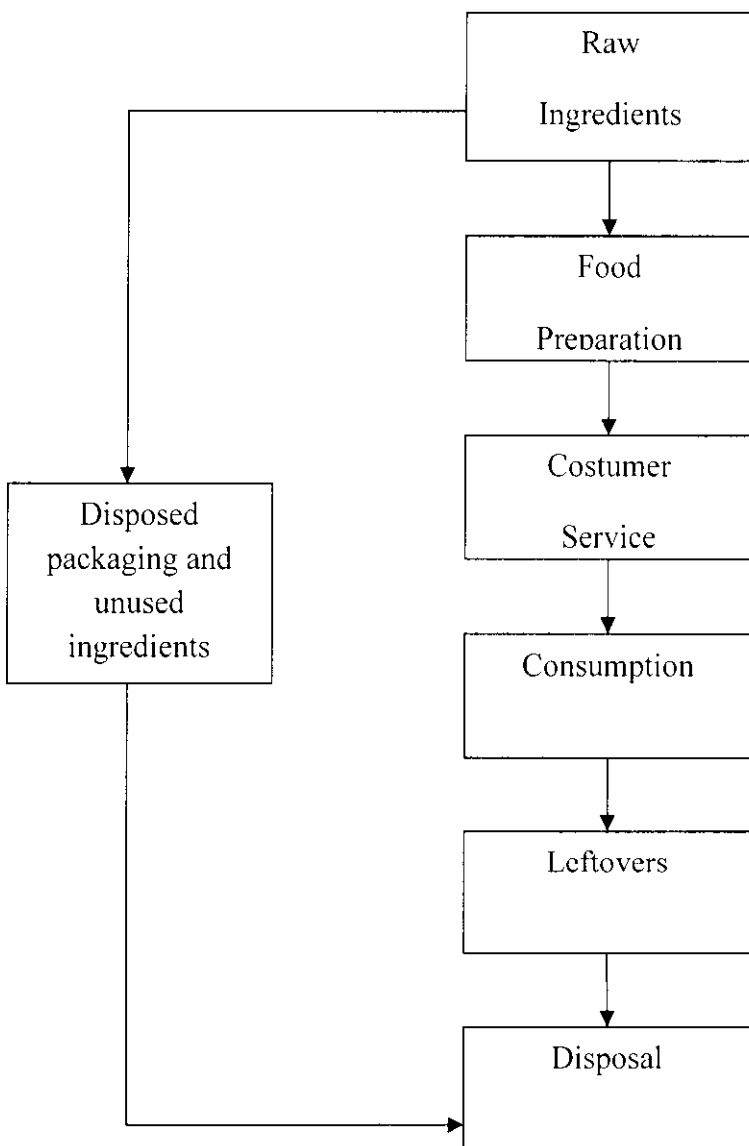 Raw
Ingredients
Food
Preparation
Costumer
Service
Disposed
packaging and
unused
ingredients
Consumption
Leftovers
Disposal